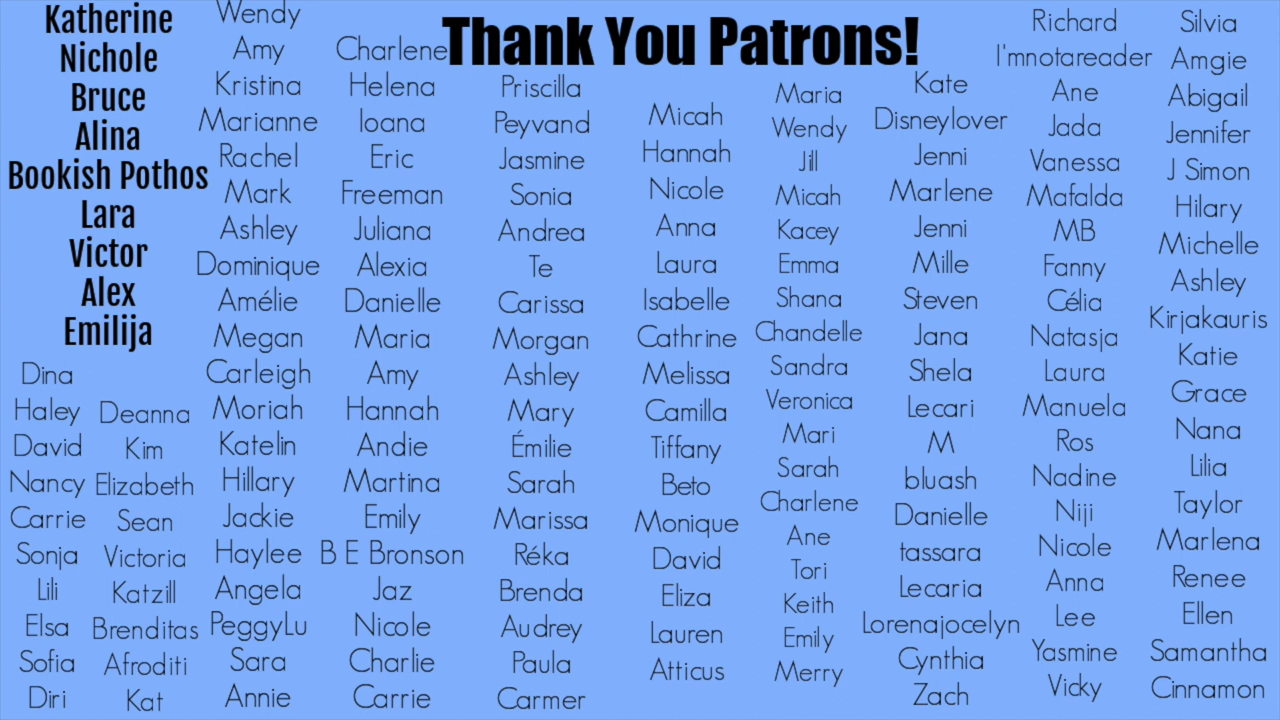 Thank You Patrons!
Katherine
Nichole
Bruce
Alina
Bookish Pothos
Lara
Victor
Alex
Emilija
Dina
Haley
David
Nancy
Carrie
Sonja
Lili
Elsa
Sofia
Diri
Deanna
Kim
Elizabeth
Sean
Victoria
Katzill
Brenditas
Afroditi
Kat
Wendy
Amy
Kristina
Marianne
Rachel
Mark
Ashley
Dominique
Amélie
Megan
Carleigh
Moriah
Katelin
Hillary
Jackie
Haylee
Angela
PeggyLu
Sara
Annie
Charlene
Helena
Ioana
Eric
Freeman
Juliana
Alexia
Danielle
Maria
Amy
Hannah
Andie
Martina
Emily
B E Bronson
Jaz
Nicole
Charlie
Carrie
Priscilla
Peyvand
Jasmine
Sonia
Andrea
Te
Carissa
Morgan
Ashley
Mary
Émilie
Sarah
Marissa
Réka
Brenda
Audrey
Paula
Carmer
Micah
Hannah
Nicole
Anna
Laura
Isabelle
Cathrine
Melissa
Camilla
Tiffany
Beto
Monique
David
Eliza
Lauren
Atticus
Maria
Wendy
Jill
Micah
Kacey
Emma
Shana
Chandelle
Sandra
Veronica
Mari
Sarah
Charlene
Ane
Tori
Keith
Emily
Merry
Kate
Disneylover
Jenni
Marlene
Jenni
Mille
Steven
Jana
Shela
Lecari
M
bluash
Danielle
tassara
Lecaria
Lorenajocelyn
Cynthia
Zach
Richard
I'mnotareader
Ane
Jada
Vanessa
Mafalda
MB
Fanny
Célia
Natasja
Laura
Manuela
Ros
Nadine
Niji
Nicole
Anna
Lee
Yasmine
Vicky
Silvia
Amgie
Abigail
Jennifer
J Simon
Hilary
Michelle
Ashley
Kirjakauris
Katie
Grace
Nana
Lilia
Taylor
Marlena
Renee
Ellen
Samantha
Cinnamon